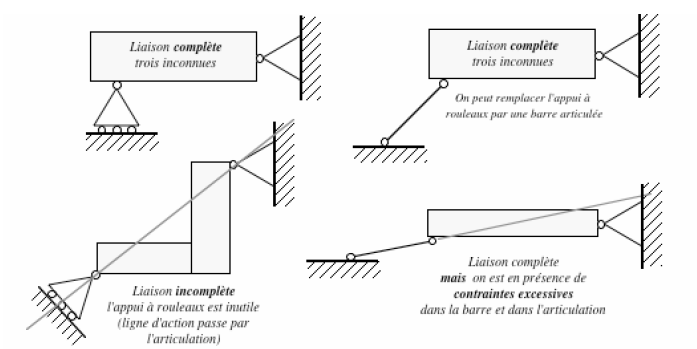 Liaison complète
trois inconnues
Liaison complète
trois inconnues
On peut remplacer l'appui à
rouleaux par une barre articulée
Liaison incomplète
l'appui à rouleaux est inutile
(ligne d'action passe par
l'articulation)
Liaison complète
mais on est en présence de
contraintes excessives
dans la barre et dans l'articulation